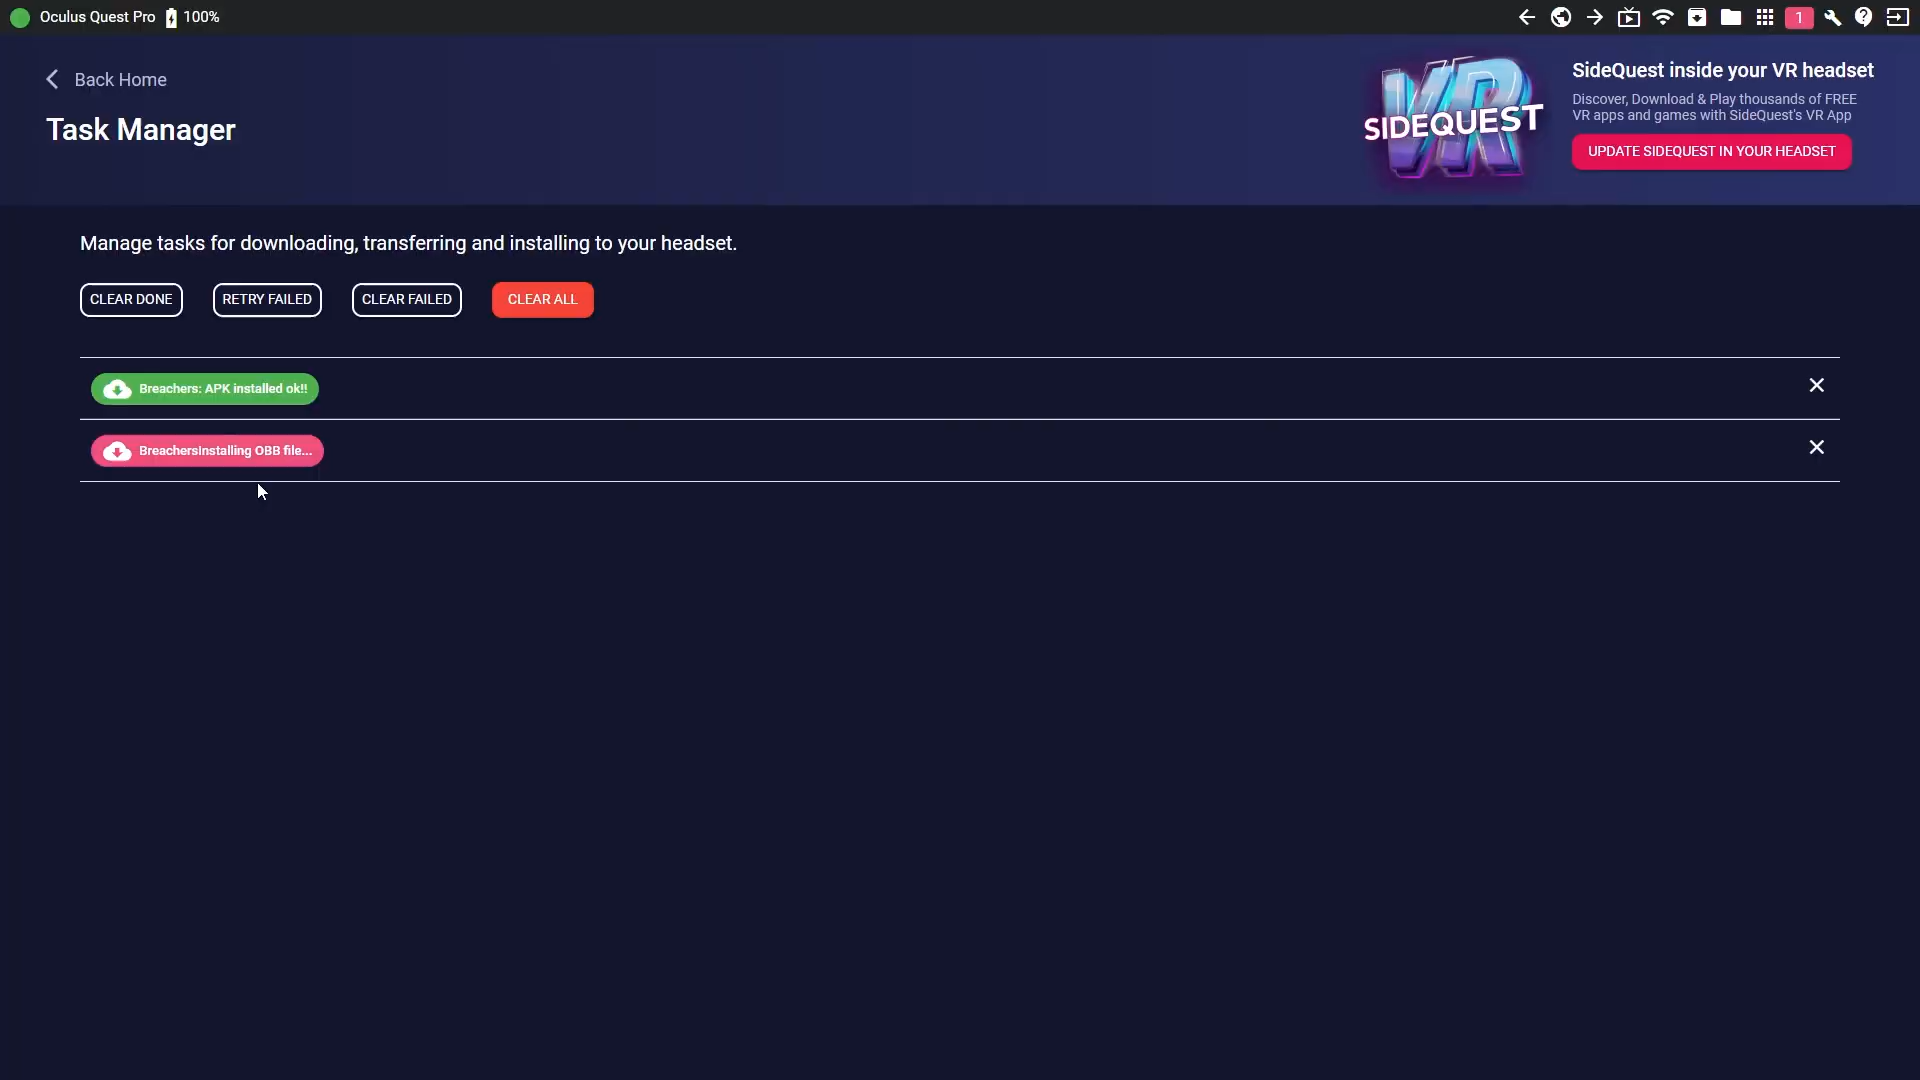 Oculus Quest Pro 100%
1
Back Home
Task Manager
VR
SIDEQUEST
SideQuest inside your VR headset
Discover, Download & Play thousands of FREE
VR apps and games with SideQuest's VR App
UPDATE SIDEQUEST IN YOUR HEADSET
Manage tasks for downloading, transferring and installing to your headset.
CLEAR DONE RETRY FAILED CLEAR FAILED CLEAR ALL
Breachers: APK installed ok!!
BreachersInstalling OBB file...